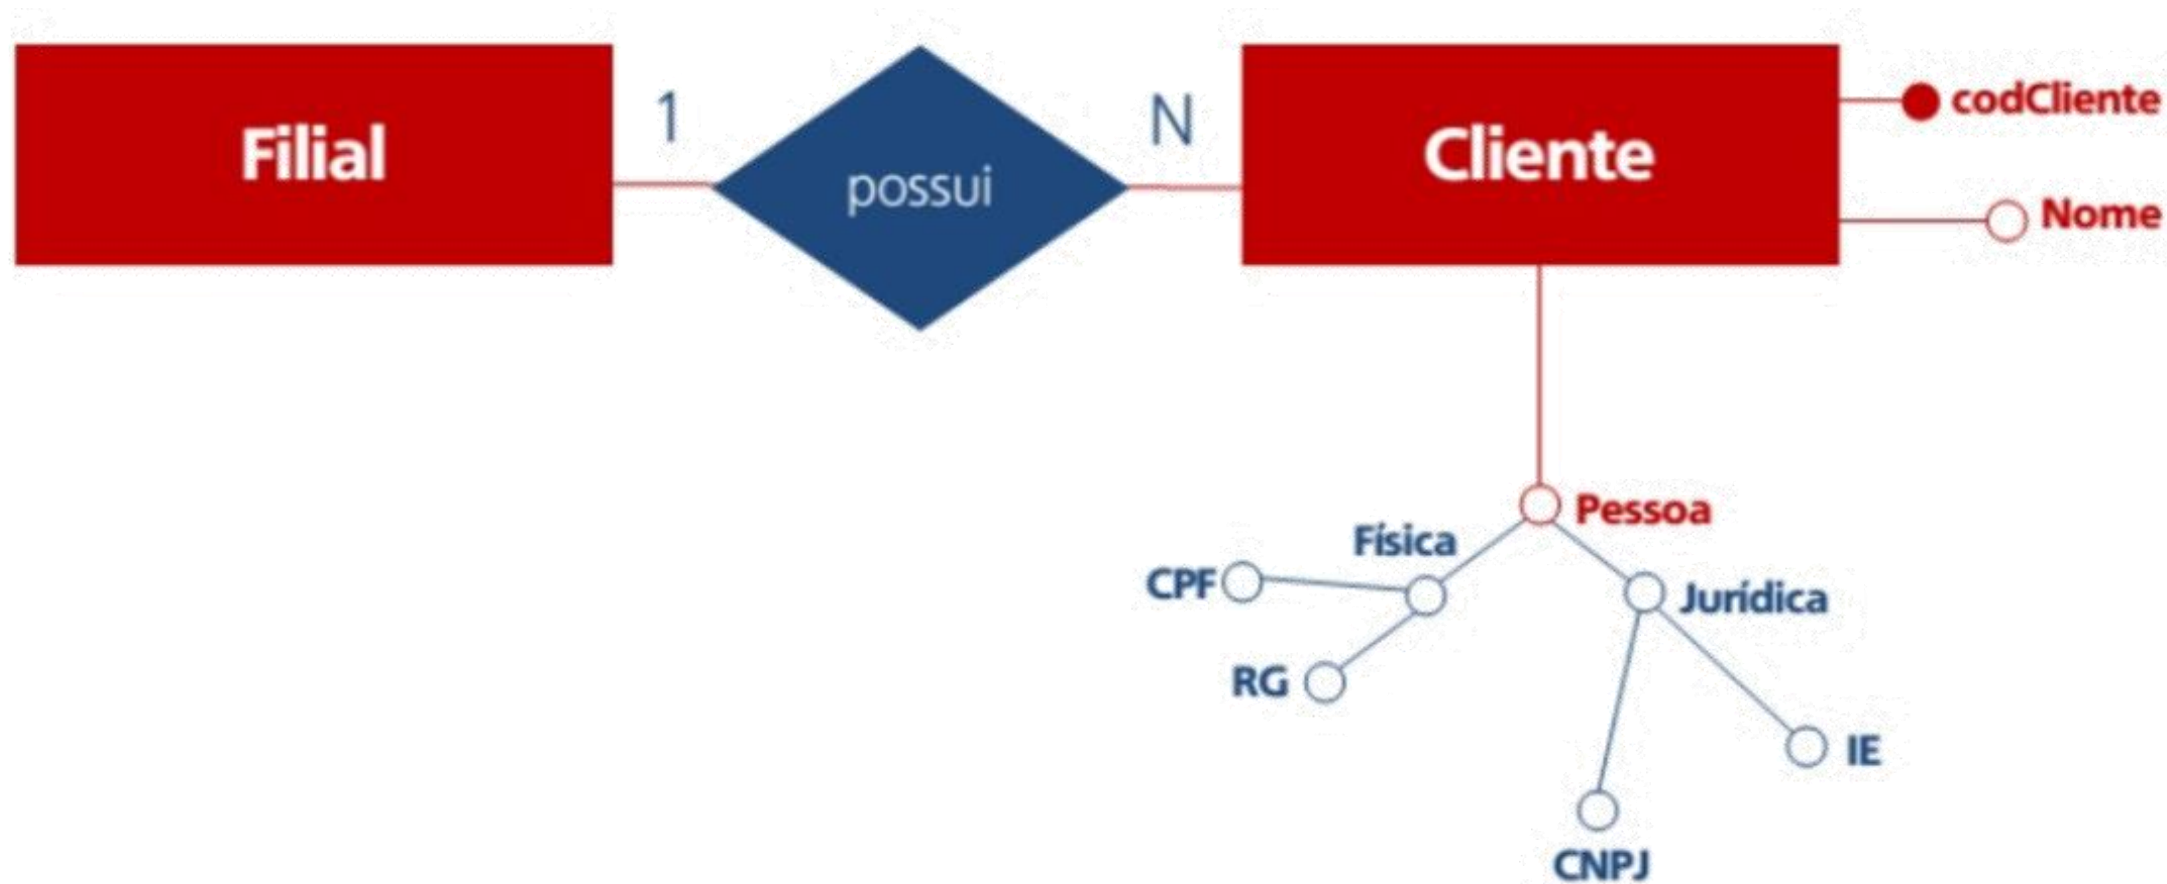 Filial
1
possui
N
Cliente
codCliente
Nome
Pessoa
Física
CPF
Jurídica
RG
IE
CNPJ